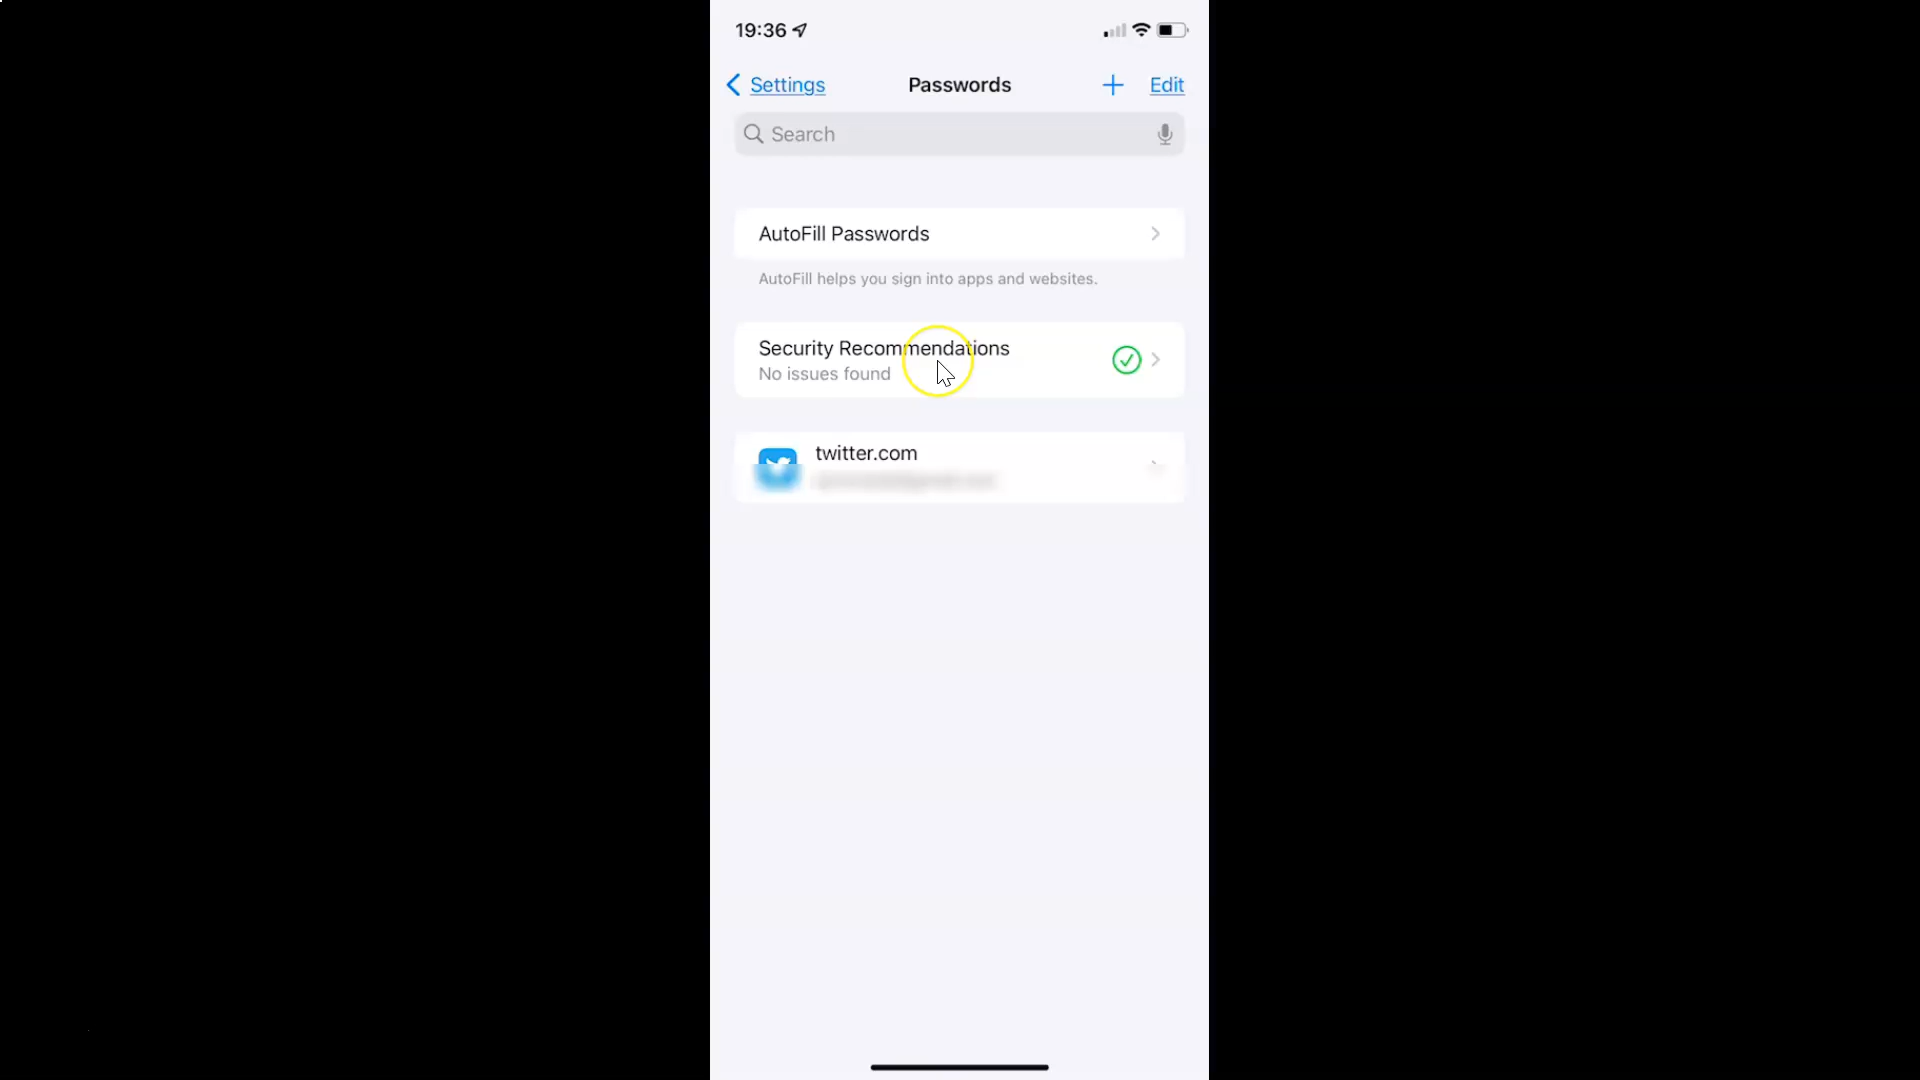 19:36
Settings
Passwords
Edit
Search
AutoFill Passwords
AutoFill helps you sign into apps and websites.
Security Recommendations
No issues found
twitter.com